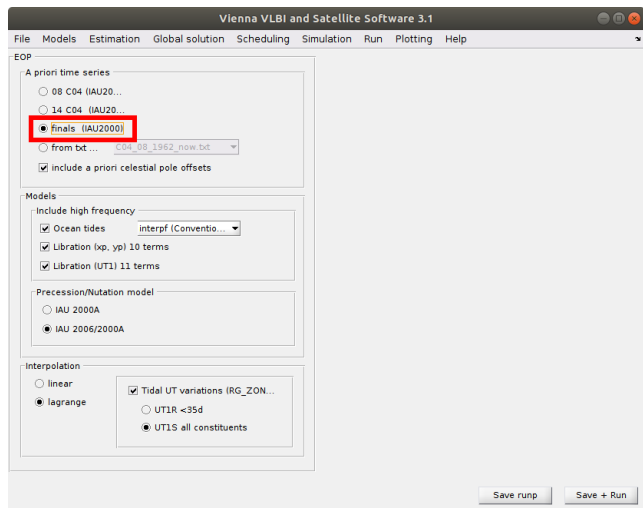 Vienna VLBI and Satellite Software 3.1
File Models Estimation Global solution Scheduling Simulation Run Plotting Help
EOP
A priori time series
08 C04 (IAU20...
14 C04 (IAU20...
finals (IAU2000)
from txt ... C04_08_1962_now.txt
include a priori celestial pole offsets
Models
Include high frequency
Ocean tides interpf (Conventio...
Libration (xp, yp) 10 terms
Libration (UT1) 11 terms
Precession/Nutation model
IAU 2000A
IAU 2006/2000A
Interpolation
linear
lagrange
Tidal UT variations (RG_ZON...
UT1R <35d
UT1S all constituents
Save runp Save + Run